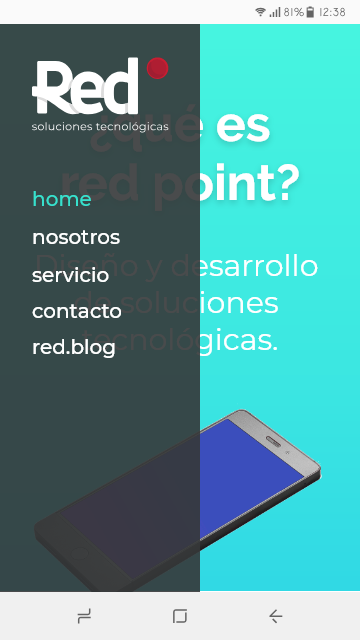 81% 12:38
Red
soluciones tecnológicas
¿qué es
red point?
home
nosotros
servicio
contacto
red.blog
Diseño y desarrollo
de soluciones
tecnológicas.